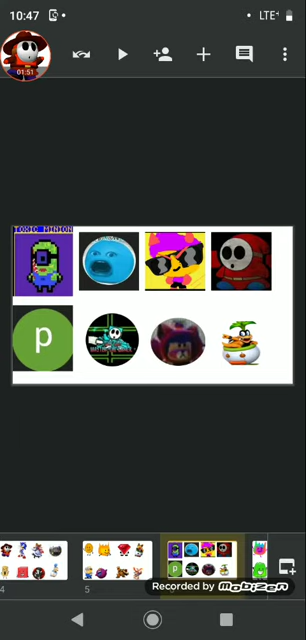 10:47
LTE+
01:51
TOXIC MINION
p
4
5
Recorded by mobizen